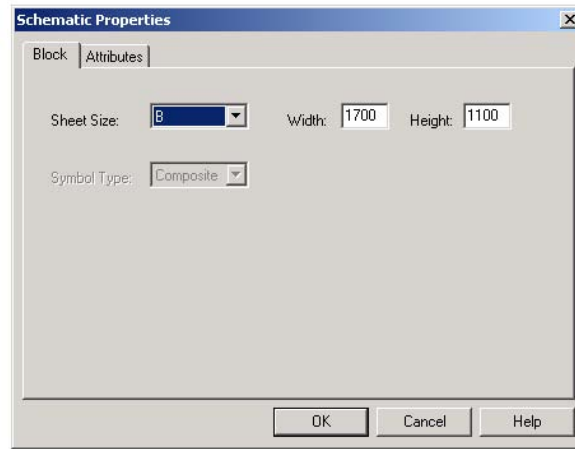 Schematic Properties
Block Attributes
Sheet Size: B Width: 1700 Height: 1100
Symbol Type: Composite
OK Cancel Help